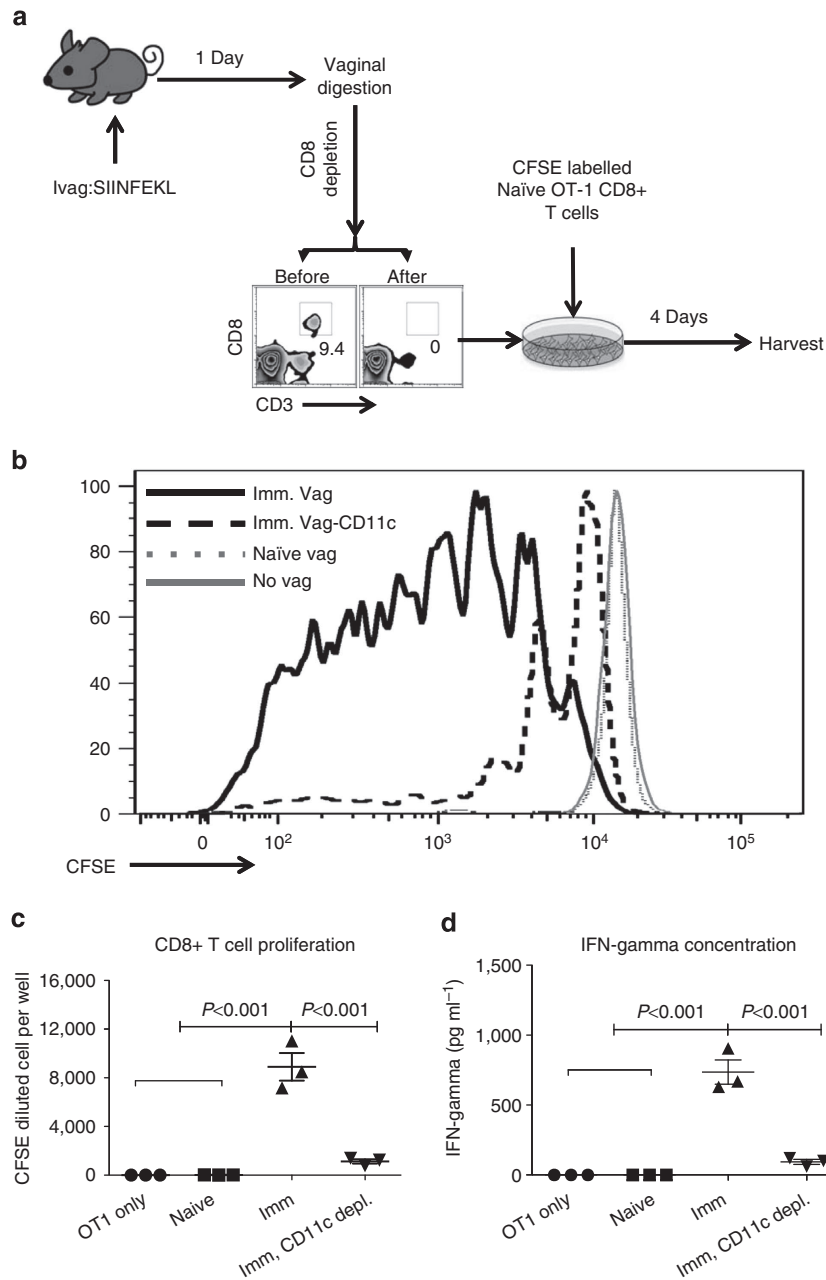 a
1 Day
Vaginal
digestion
Ivag:SIINFEKL
CD8
depletion
CFSE labelled
Naïve OT-1 CD8+
T cells
Before
After
CD8
9.4
0
CD3
4 Days
Harvest
b
100
80
60
40
20
0
Imm. Vag
Imm. Vag-CD11c
Naïve vag
No vag
0
10²
10³
10⁴
10⁵
CFSE
c
CD8+ T cell proliferation
CFSE diluted cell per well
16,000
12,000
8,000
4,000
0
P<0.001
P<0.001
OT1 only
Naive
Imm
Imm, CD11c depl.
d
IFN-gamma concentration
IFN-gamma (pg ml⁻¹)
1,500
1,000
500
0
P<0.001
P<0.001
OT1 only
Naive
Imm
Imm, CD11c depl.